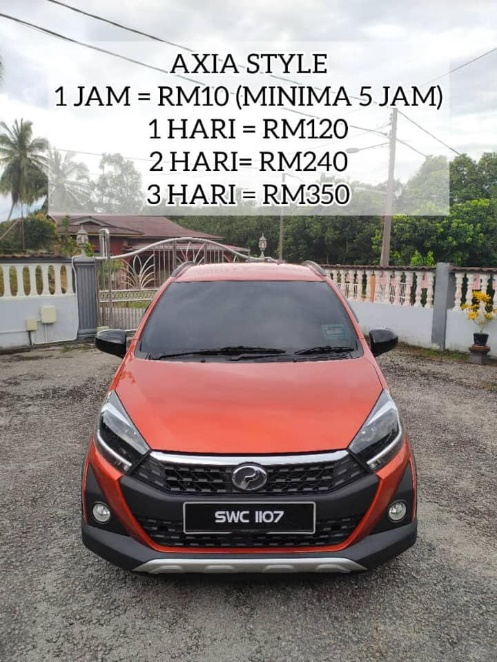 AXIA STYLE
1 JAM = RM10 (MINIMA 5 JAM)
1 HARI = RM120
2 HARI= RM240
3 HARI = RM350
SWC 1107